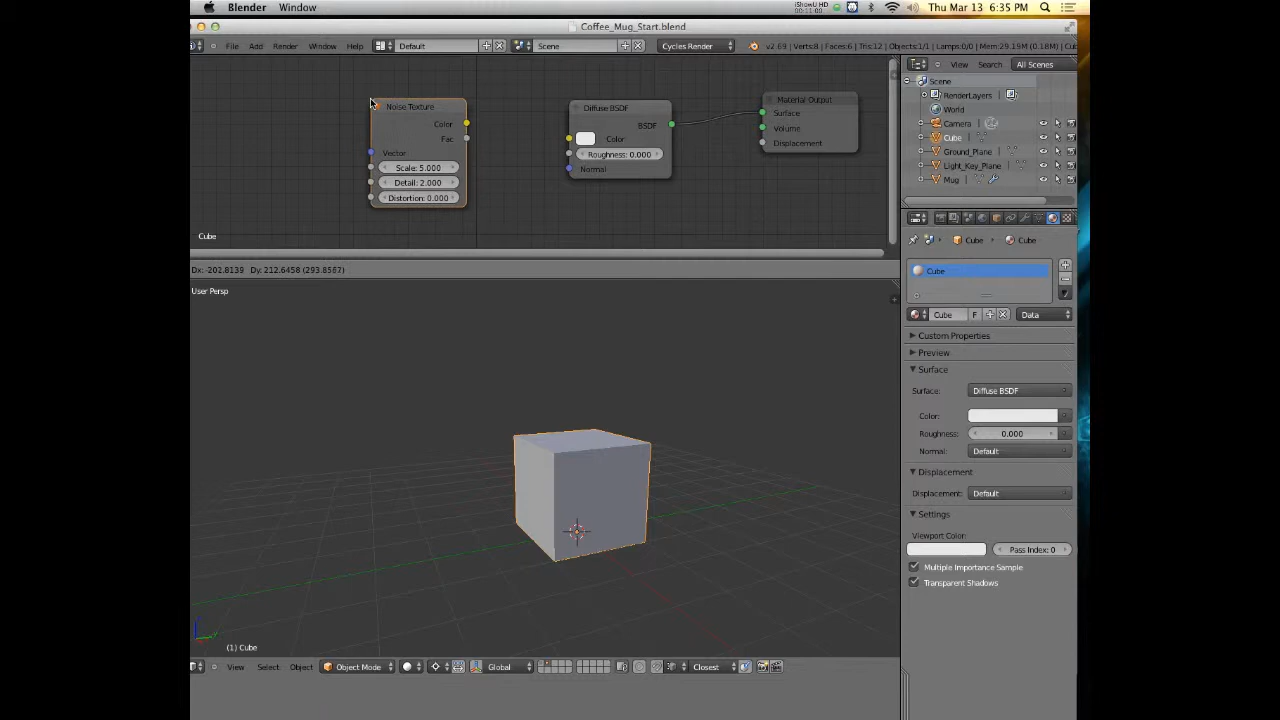 Blender Window
iShowU HD
00:11:00
Thu Mar 13 6:35 PM
Coffee_Mug_Start.blend
File Add Render Window Help
Default
Scene
Cycles Render
v2.69 | Verts:8 | Faces:6 | Tris:12 | Objects:1/1 | Lamps:0/0 | Mem:29.19M (0.18M) | Cub
View Search All Scenes
Scene
RenderLayers
World
Camera
Cube
Ground_Plane
Light_Key_Plane
Mug
Noise Texture
Color
Fac
Vector
Scale: 5.000
Detail: 2.000
Distortion: 0.000
Diffuse BSDF
BSDF
Color
Roughness: 0.000
Normal
Material Output
Surface
Volume
Displacement
Cube
Dx: -202.8139 Dy: 212.6458 (293.8567)
User Persp
(1) Cube
View Select Object Object Mode Global Closest
Cube Cube
Cube
Cube F Data
Custom Properties
Preview
Surface
Surface: Diffuse BSDF
Color:
Roughness: 0.000
Normal: Default
Displacement
Displacement: Default
Settings
Viewport Color:
Pass Index: 0
Multiple Importance Sample
Transparent Shadows